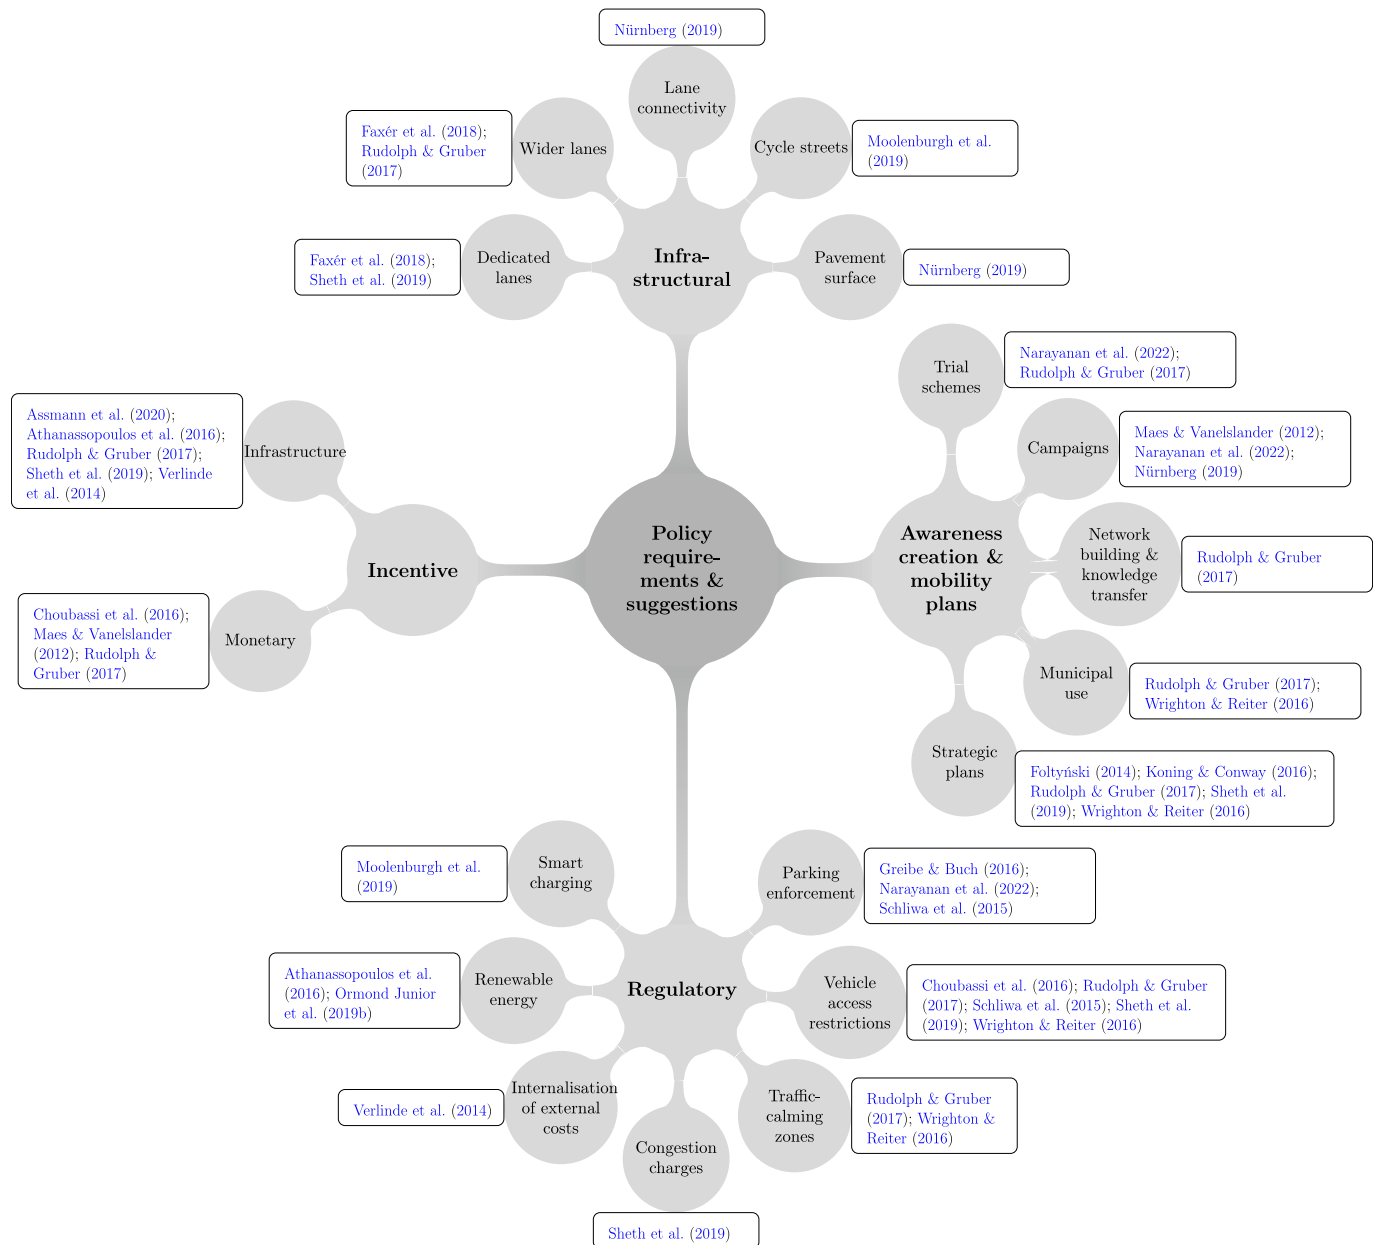 Nürnberg (2019)
Lane
connectivity
Faxér et al. (2018);
Rudolph & Gruber
(2017)
Wider lanes
Cycle streets
Moolenburgh et al.
(2019)
Faxér et al. (2018);
Sheth et al. (2019)
Dedicated
lanes
Infra-
structural
Pavement
surface
Nürnberg (2019)
Trial
schemes
Narayanan et al. (2022);
Rudolph & Gruber (2017)
Assmann et al. (2020);
Athanassopoulos et al. (2016);
Rudolph & Gruber (2017);
Sheth et al. (2019); Verlinde
et al. (2014)
Infrastructure
Campaigns
Maes & Vanelslander (2012);
Narayanan et al. (2022);
Nürnberg (2019)
Incentive
Policy
require-
ments &
suggestions
Awareness
creation &
mobility
plans
Network
building &
knowledge
transfer
Rudolph & Gruber
(2017)
Choubassi et al. (2016);
Maes & Vanelslander
(2012); Rudolph &
Gruber (2017)
Monetary
Municipal
use
Rudolph & Gruber (2017);
Wrighton & Reiter (2016)
Strategic
plans
Foltyński (2014); Koning & Conway (2016);
Rudolph & Gruber (2017); Sheth et al.
(2019); Wrighton & Reiter (2016)
Moolenburgh et al.
(2019)
Smart
charging
Parking
enforcement
Greibe & Buch (2016);
Narayanan et al. (2022);
Schliwa et al. (2015)
Athanassopoulos et al.
(2016); Ormond Junior
et al. (2019b)
Renewable
energy
Regulatory
Vehicle
access
restrictions
Choubassi et al. (2016); Rudolph & Gruber
(2017); Schliwa et al. (2015); Sheth et al.
(2019); Wrighton & Reiter (2016)
Verlinde et al. (2014)
Internalisation
of external
costs
Traffic-
calming
zones
Rudolph & Gruber
(2017); Wrighton &
Reiter (2016)
Congestion
charges
Sheth et al. (2019)